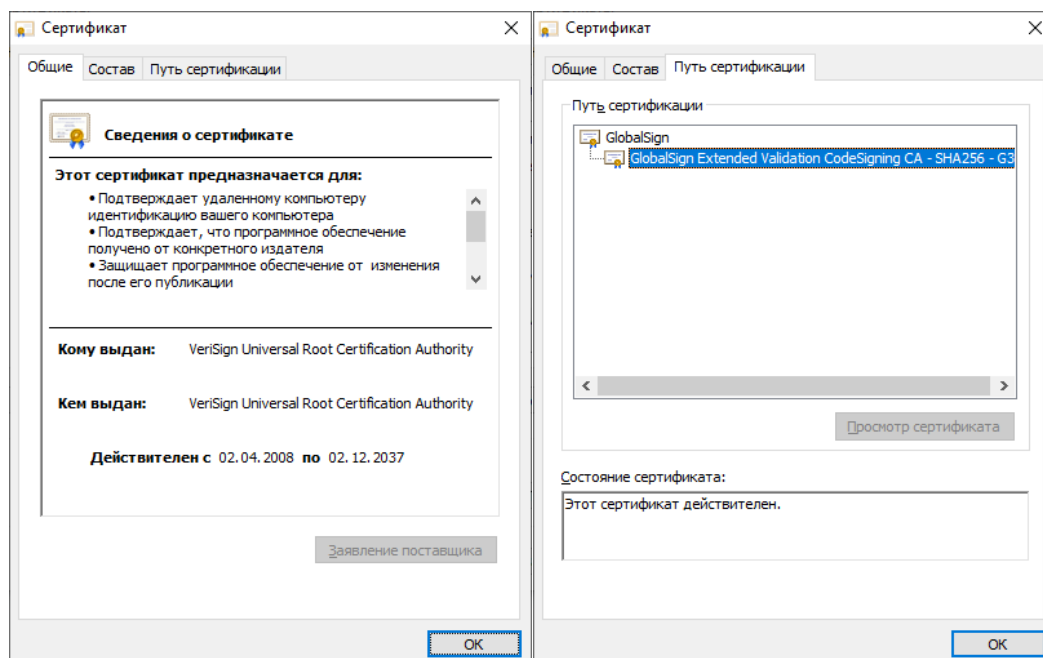 Сертификат
Общие
Состав
Путь сертификации
Сведения о сертификате
Этот сертификат предназначается для:
• Подтверждает удаленному компьютеру
идентификацию вашего компьютера
• Подтверждает, что программное обеспечение
получено от конкретного издателя
• Защищает программное обеспечение от изменения
после его публикации
Кому выдан: VeriSign Universal Root Certification Authority
Кем выдан: VeriSign Universal Root Certification Authority
Действителен с 02.04.2008 по 02.12.2037
Заявление поставщика
ОК
Сертификат
Общие
Состав
Путь сертификации
Путь сертификации
GlobalSign
GlobalSign Extended Validation CodeSigning CA - SHA256 - G3
Просмотр сертификата
Состояние сертификата:
Этот сертификат действителен.
ОК